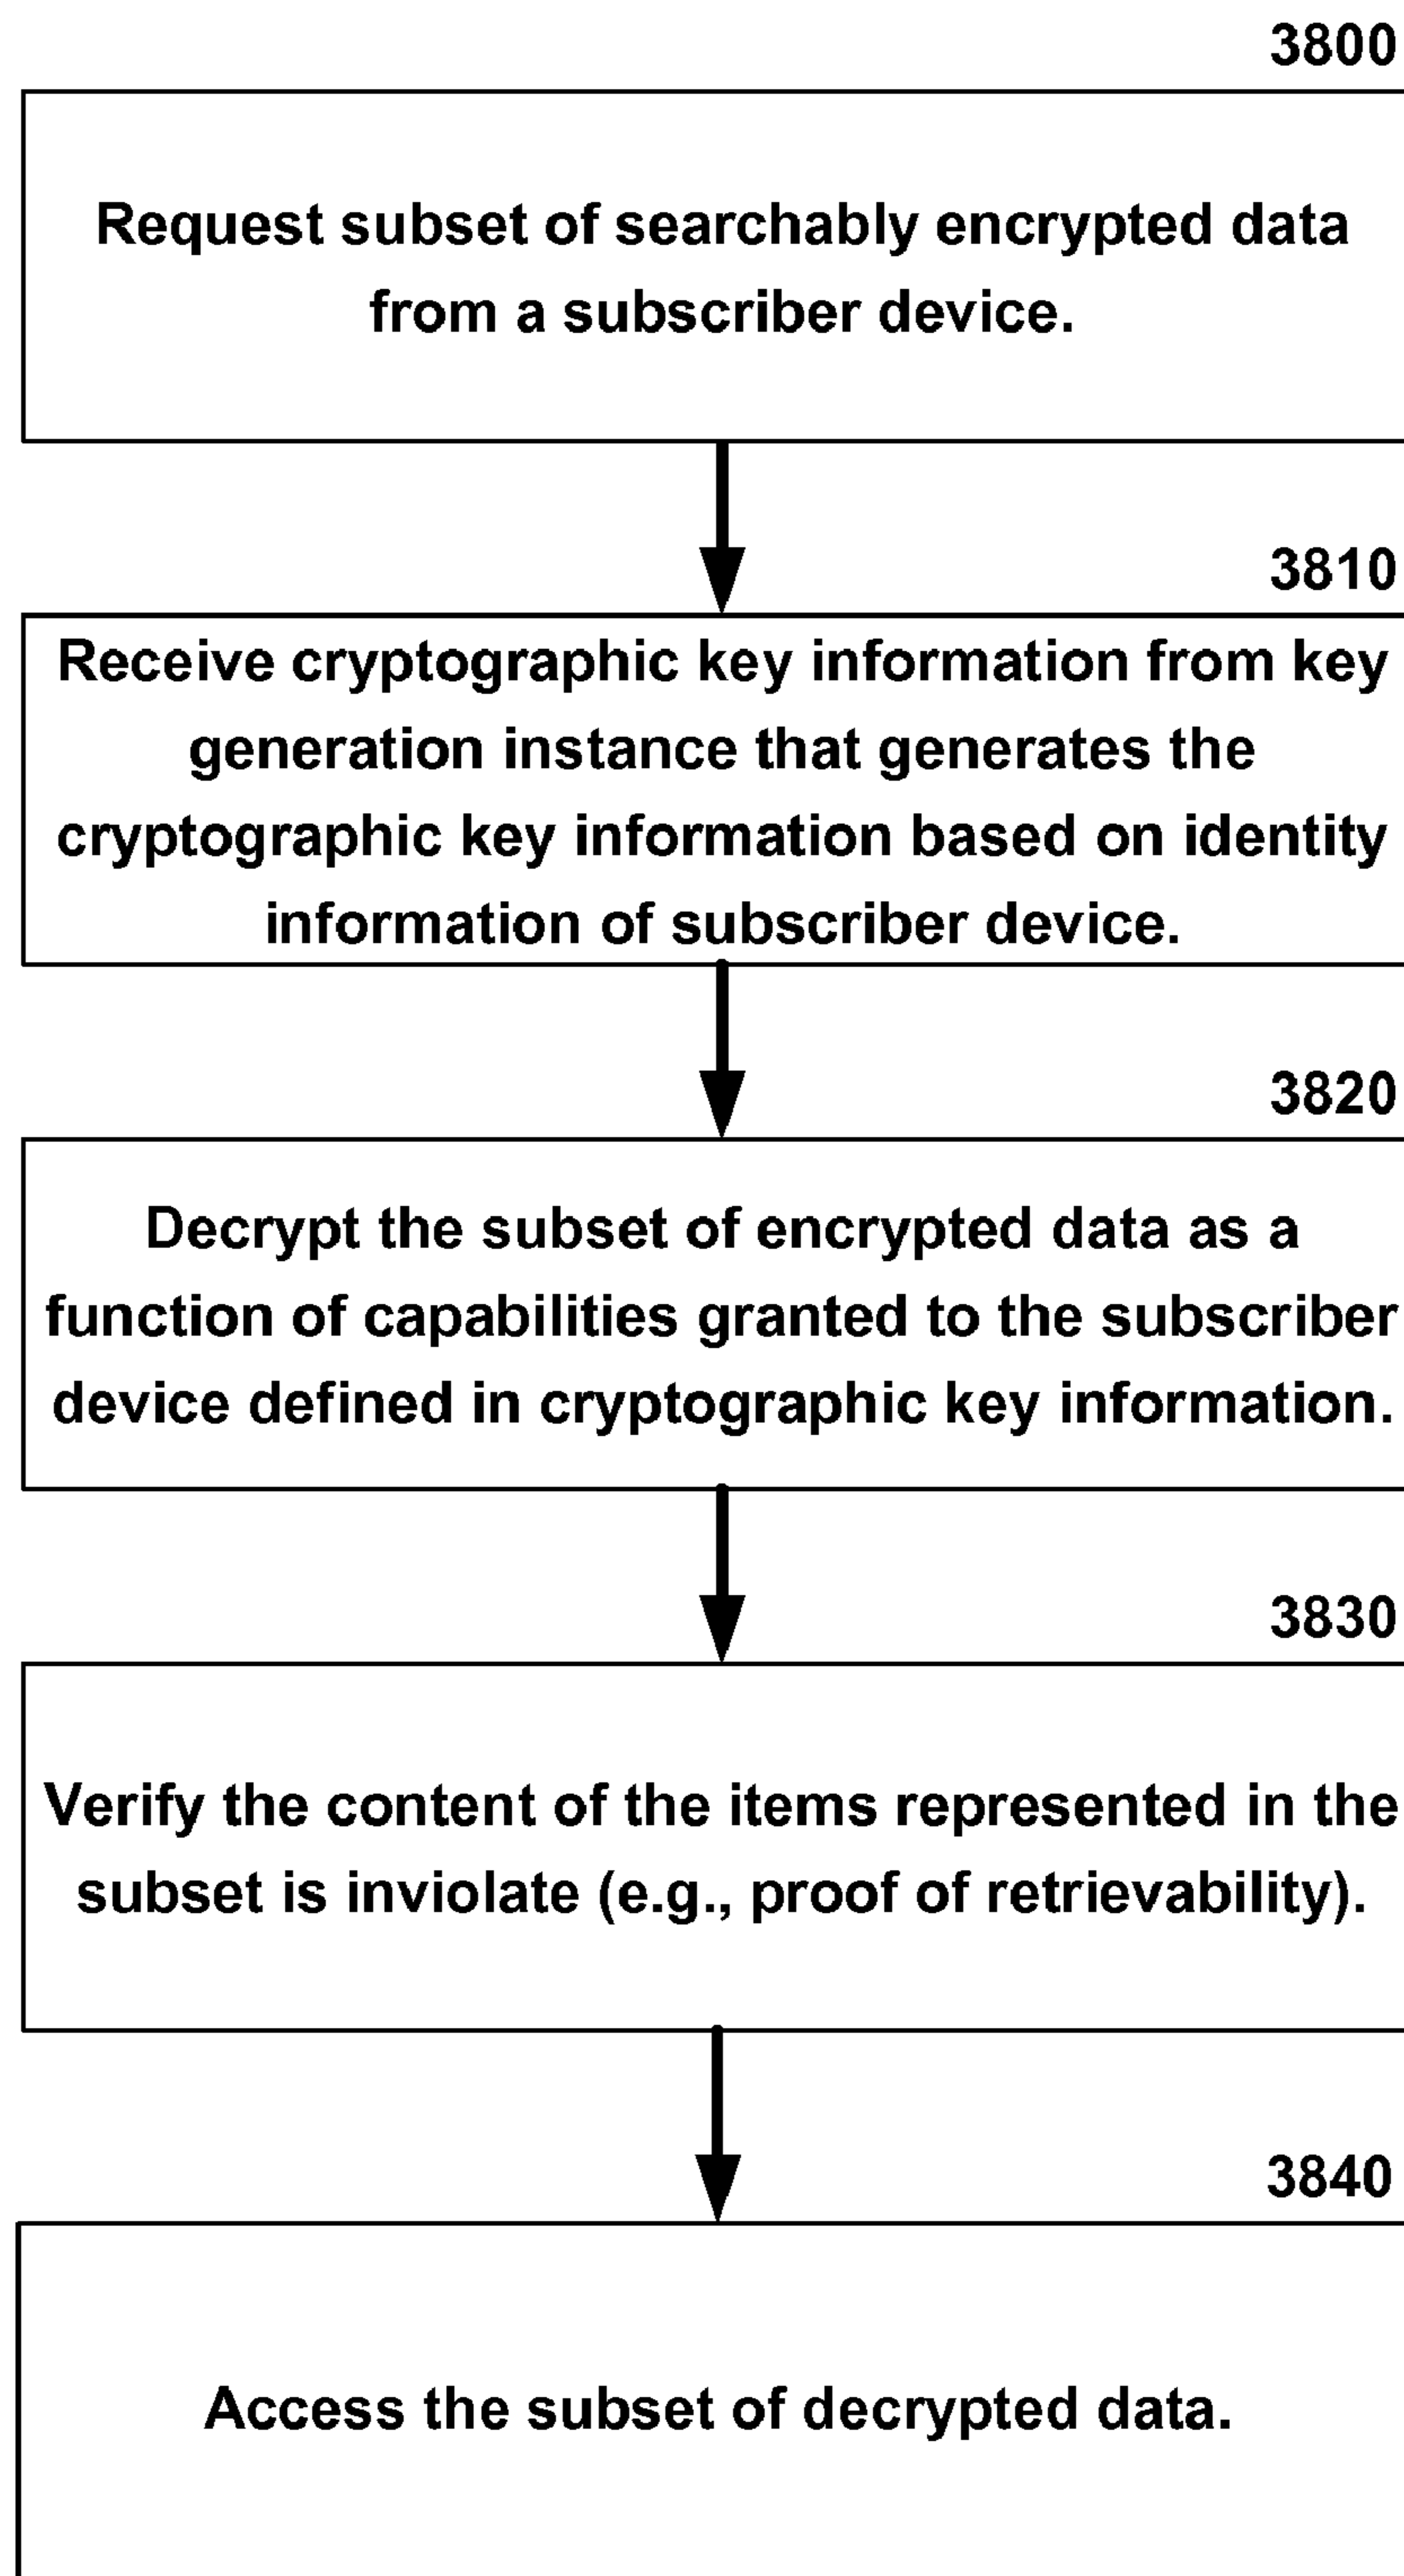 3800
Request subset of searchably encrypted data
from a subscriber device.
3810
Receive cryptographic key information from key
generation instance that generates the
cryptographic key information based on identity
information of subscriber device.
3820
Decrypt the subset of encrypted data as a
function of capabilities granted to the subscriber
device defined in cryptographic key information.
3830
Verify the content of the items represented in the
subset is inviolate (e.g., proof of retrievability).
3840
Access the subset of decrypted data.